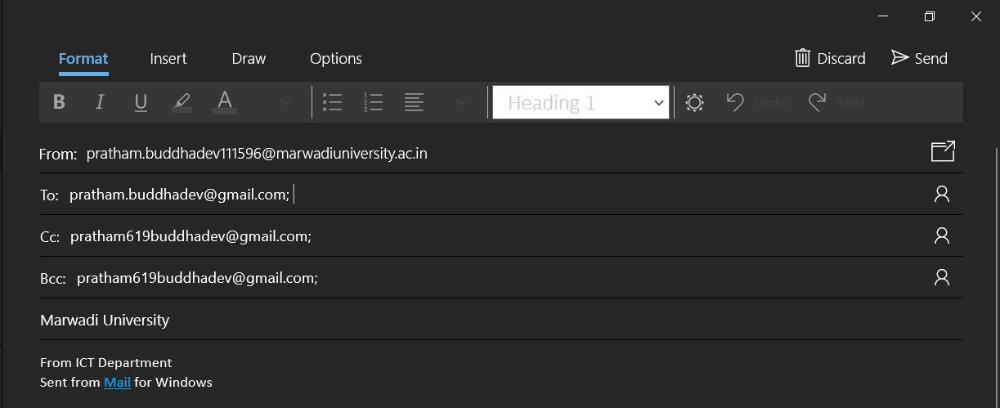 Format Insert Draw Options Discard Send
B I U A Heading 1 Undo Redo
From: pratham.buddhadev111596@marwadiuniversity.ac.in
To: pratham.buddhadev@gmail.com;
Cc: pratham619buddhadev@gmail.com;
Bcc: pratham619buddhadev@gmail.com;
Marwadi University
From ICT Department
Sent from Mail for Windows